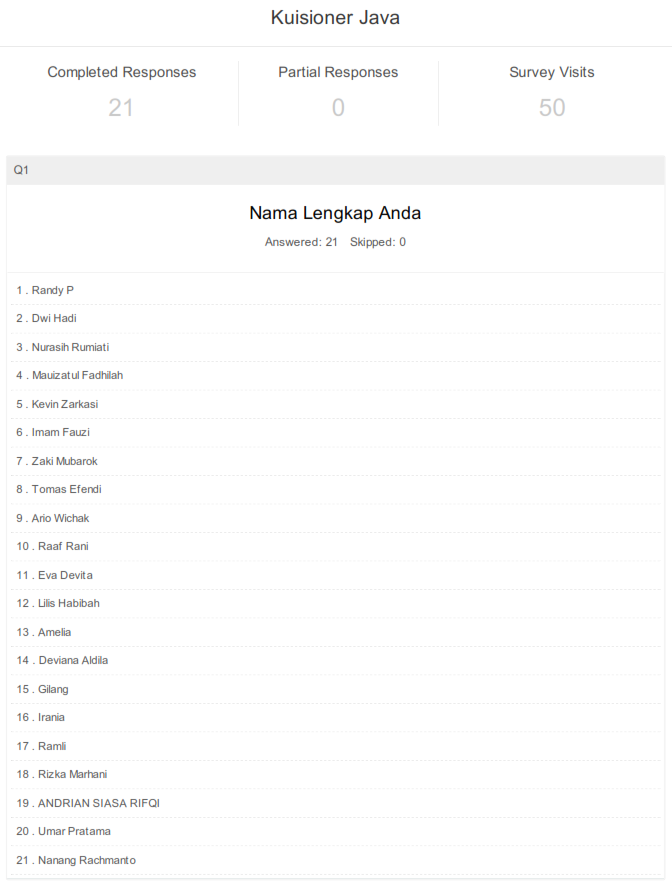 Kuisioner Java
Completed Responses Partial Responses Survey Visits
21 0 50
Q1
Nama Lengkap Anda
Answered: 21 Skipped: 0
1 . Randy P
2 . Dwi Hadi
3 . Nurasih Rumiati
4 . Mauizatul Fadhilah
5 . Kevin Zarkasi
6 . Imam Fauzi
7 . Zaki Mubarok
8 . Tomas Efendi
9 . Ario Wichak
10 . Raaf Rani
11 . Eva Devita
12 . Lilis Habibah
13 . Amelia
14 . Deviana Aldila
15 . Gilang
16 . Irania
17 . Ramli
18 . Rizka Marhani
19 . ANDRIAN SIASA RIFQI
20 . Umar Pratama
21 . Nanang Rachmanto